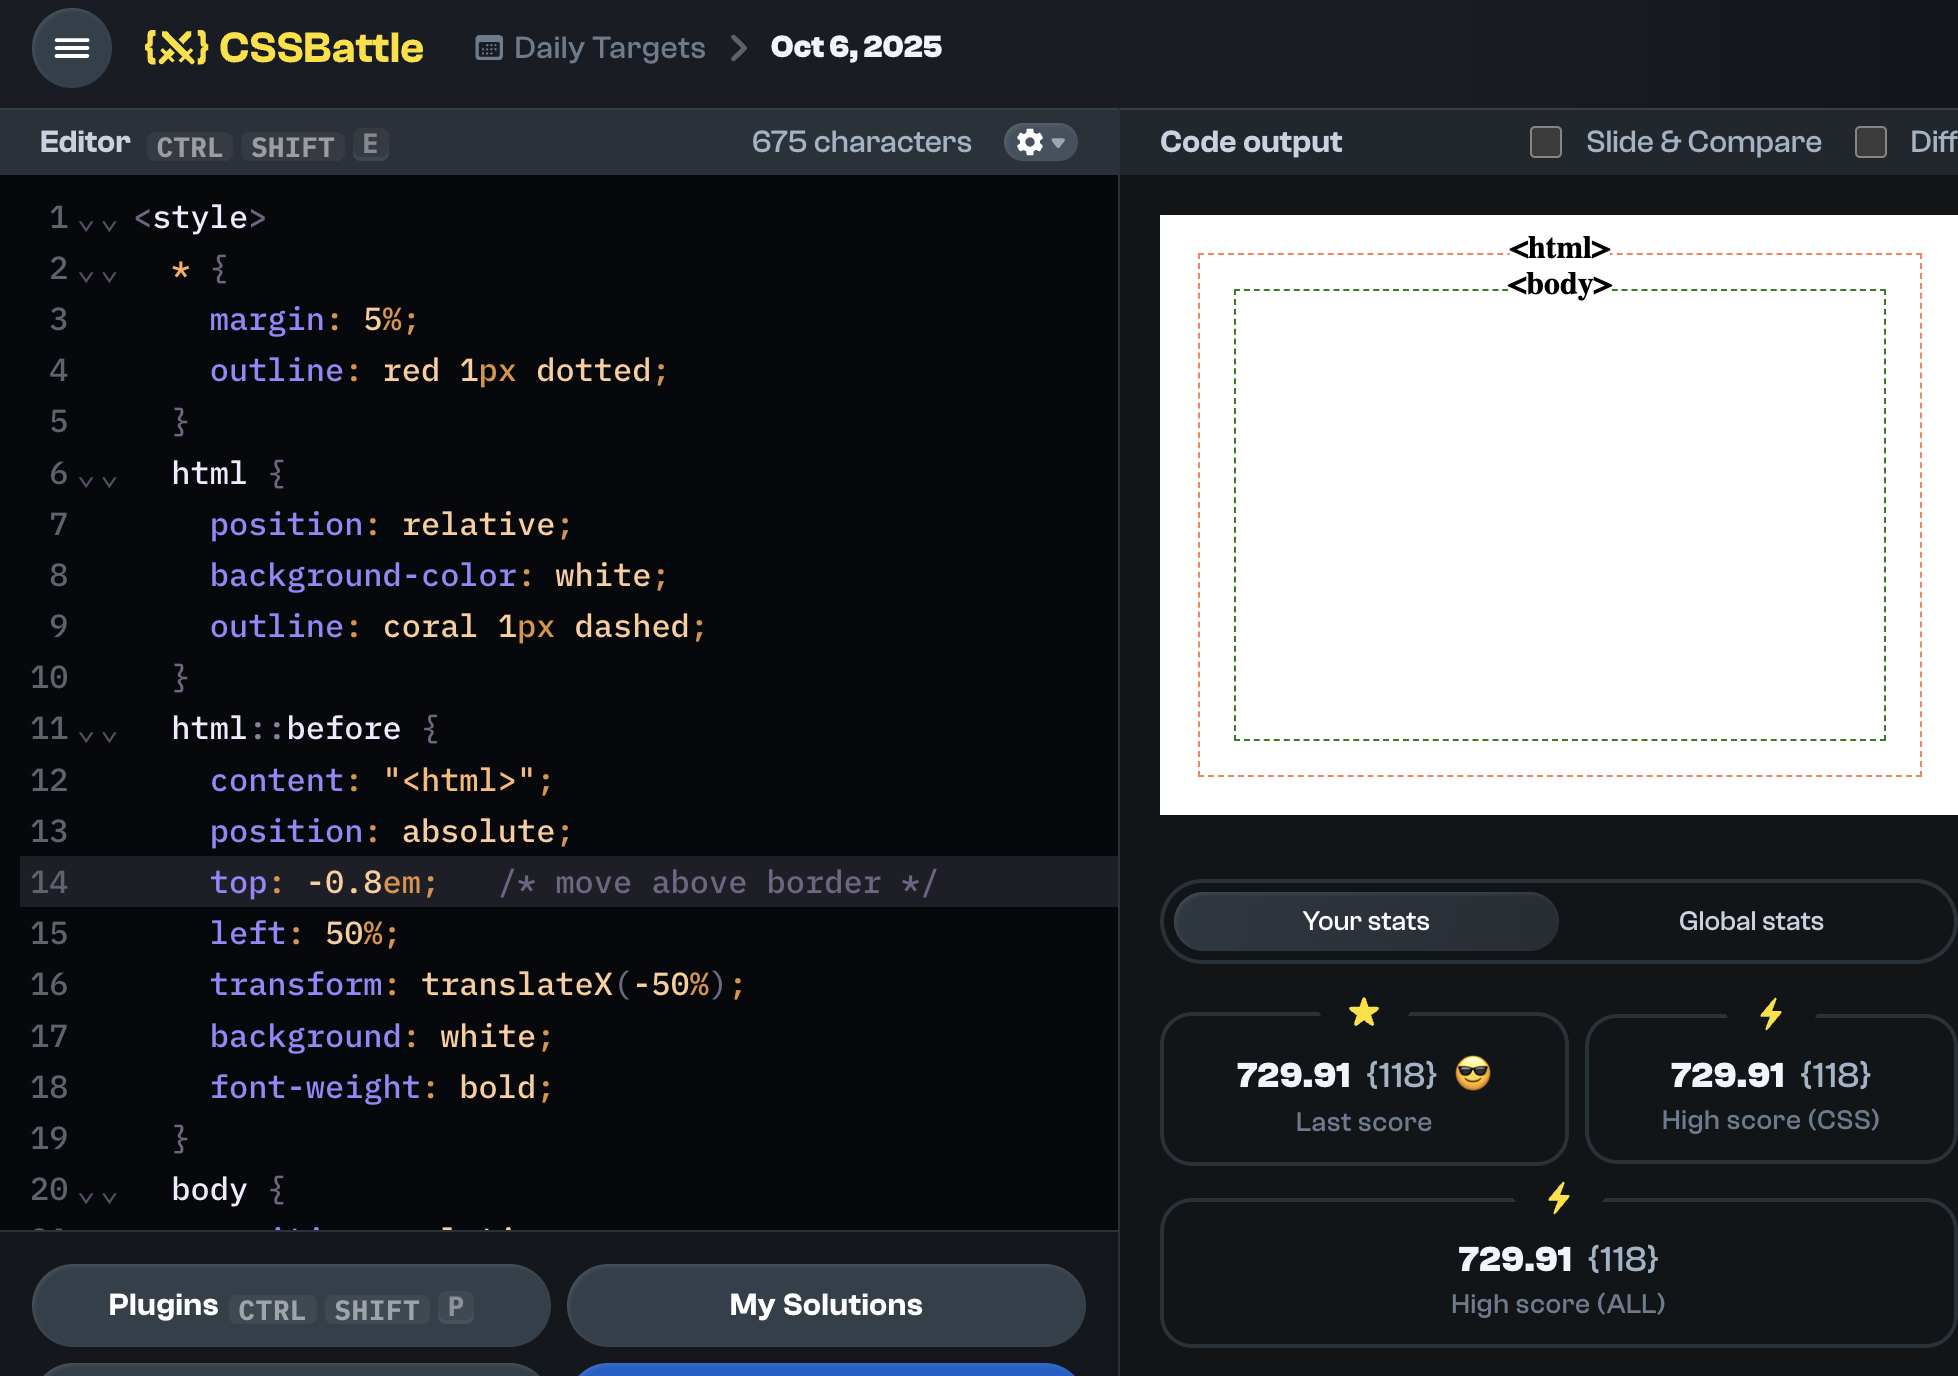 CSSBattle
Daily Targets
Oct 6, 2025
Editor CTRL SHIFT E
675 characters
1 <style>
2 * {
3 margin: 5%;
4 outline: red 1px dotted;
5 }
6 html {
7 position: relative;
8 background-color: white;
9 outline: coral 1px dashed;
10 }
11 html::before {
12 content: "<html>";
13 position: absolute;
14 top: -0.8em; /* move above border */
15 left: 50%;
16 transform: translateX(-50%);
17 background: white;
18 font-weight: bold;
19 }
20 body {
Plugins CTRL SHIFT P
My Solutions
Code output
Slide & Compare
Diff
<html>
<body>
Your stats
Global stats
729.91 {118} 😎
Last score
729.91 {118}
High score (CSS)
729.91 {118}
High score (ALL)